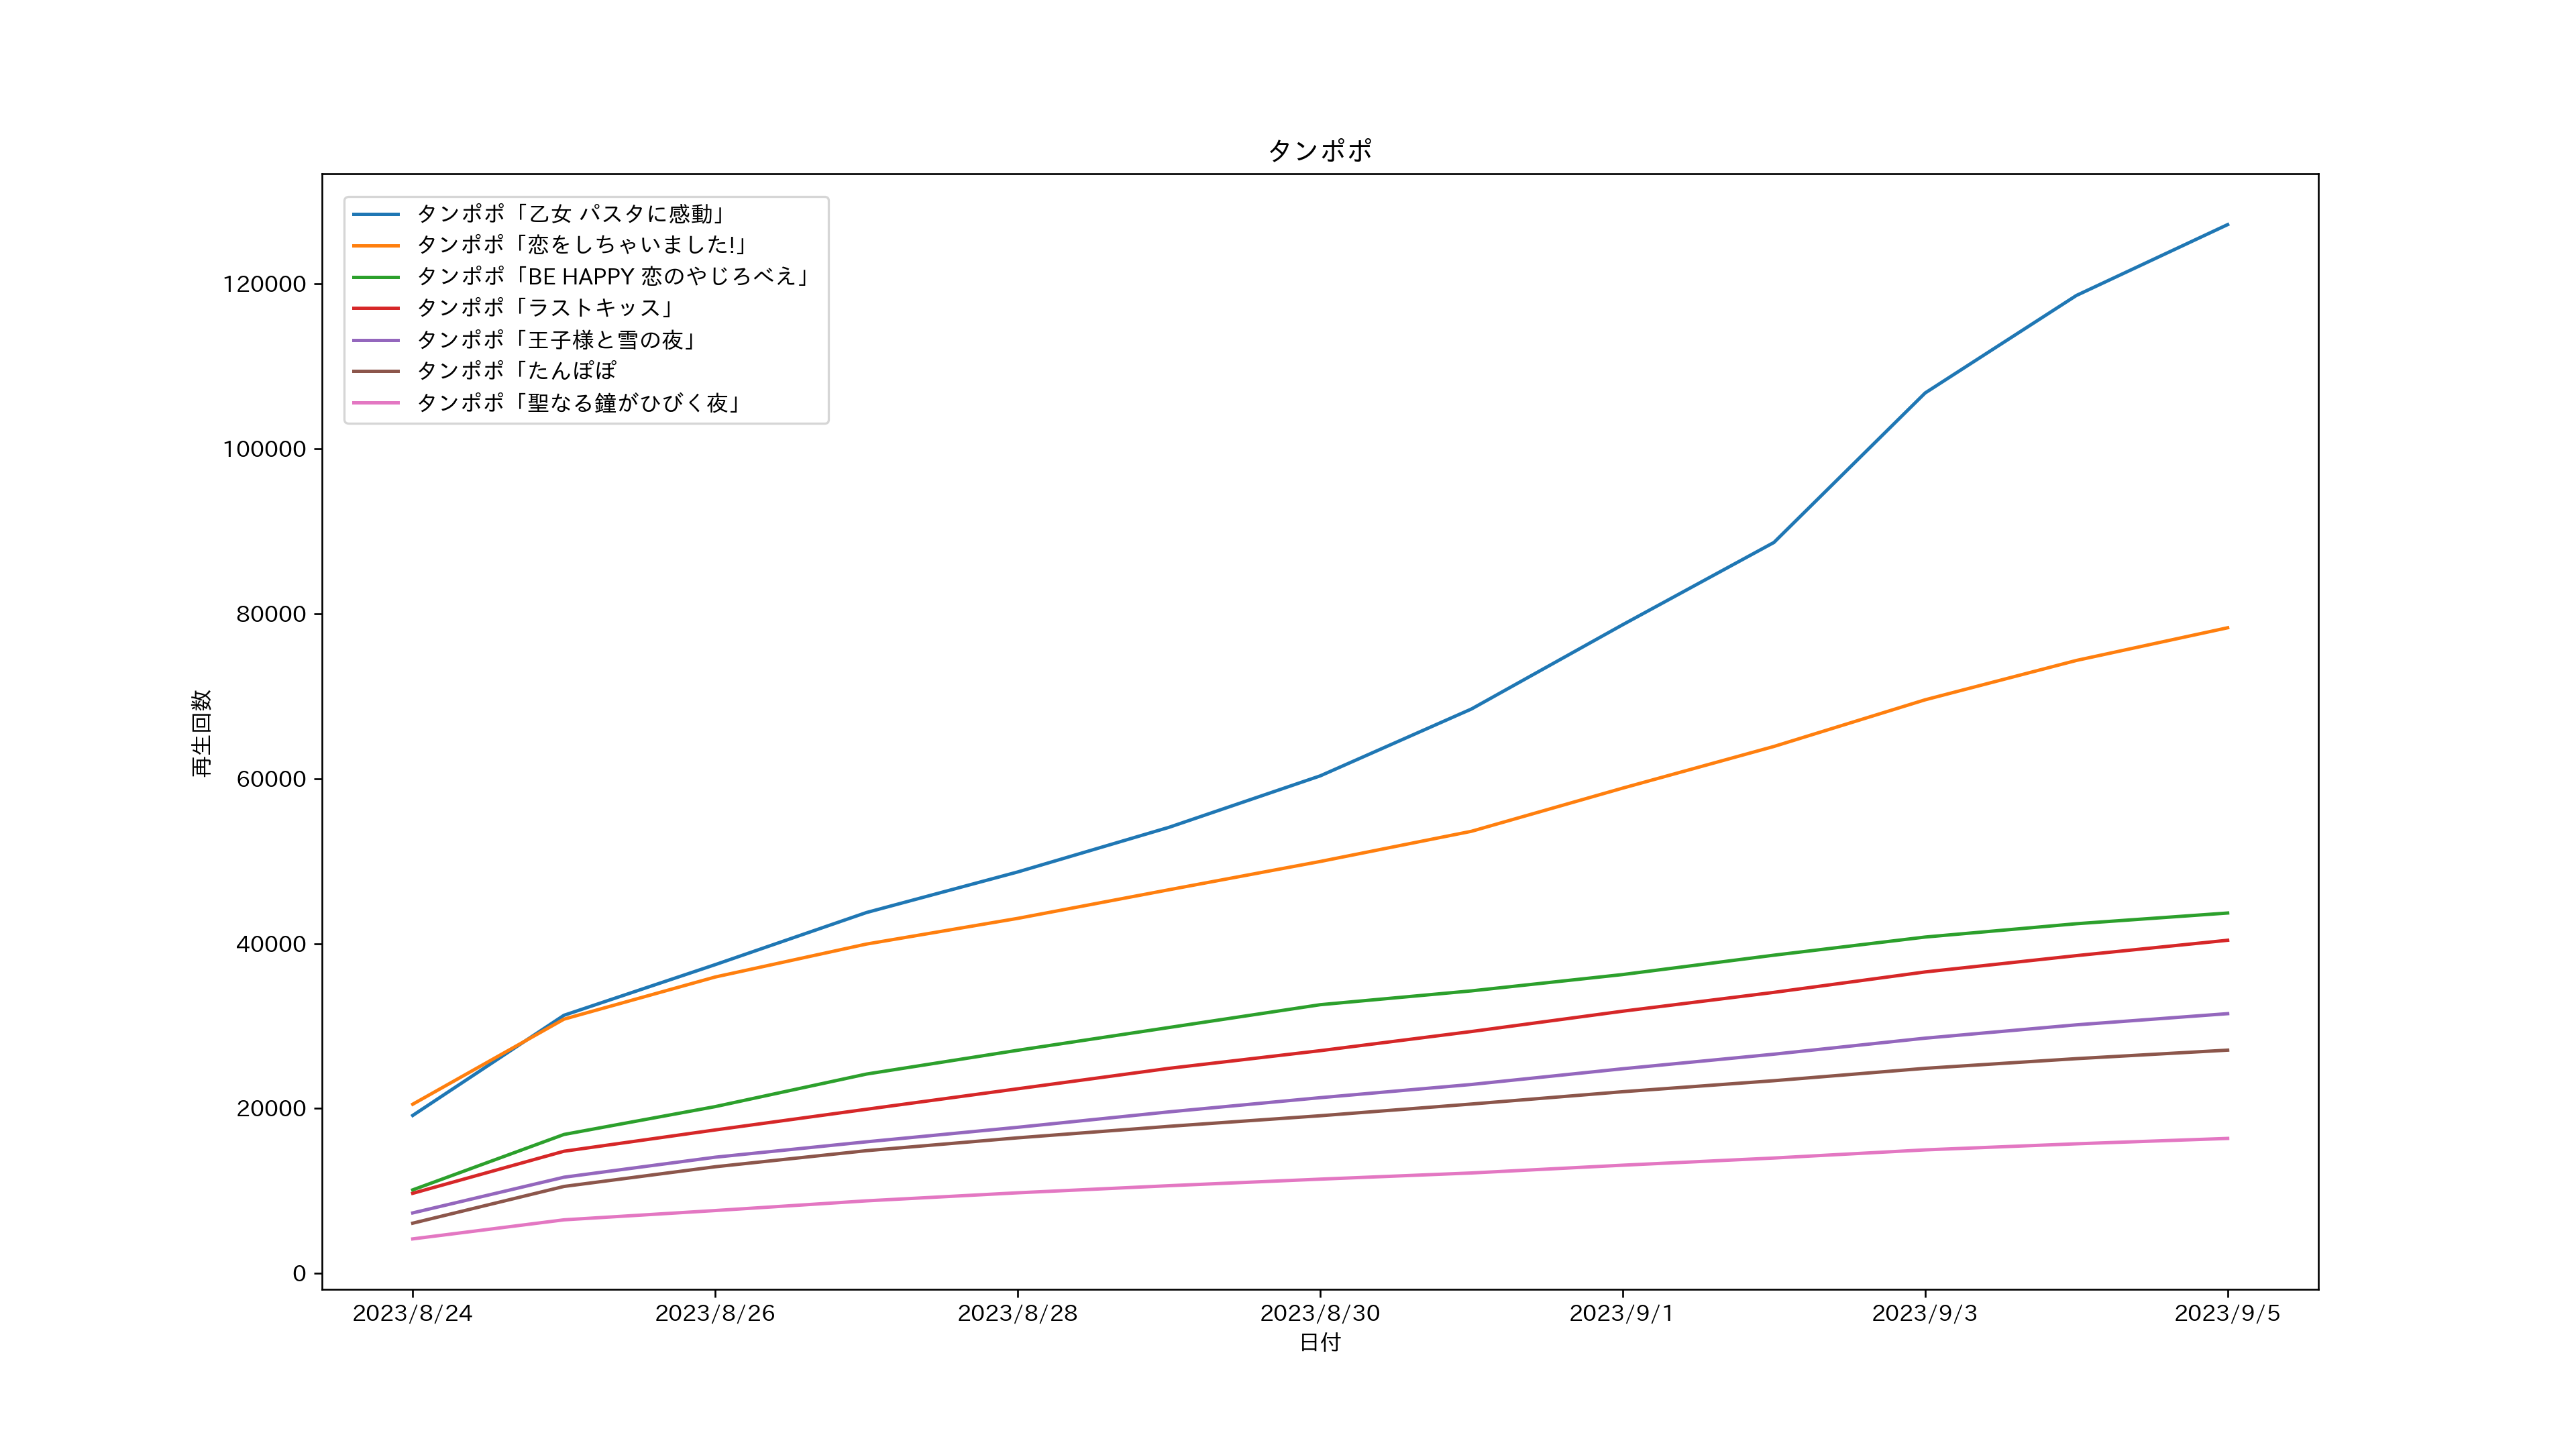 タンポポ
タンポポ「乙女 パスタに感動」
タンポポ「恋をしちゃいました!」
タンポポ「BE HAPPY 恋のやじろべえ」
タンポポ「ラストキッス」
タンポポ「王子様と雪の夜」
タンポポ「たんぽぽ
タンポポ「聖なる鐘がひびく夜」
120000
100000
80000
60000
40000
20000
0
再生回数
2023/8/24 2023/8/26 2023/8/28 2023/8/30 2023/9/1 2023/9/3 2023/9/5
日付